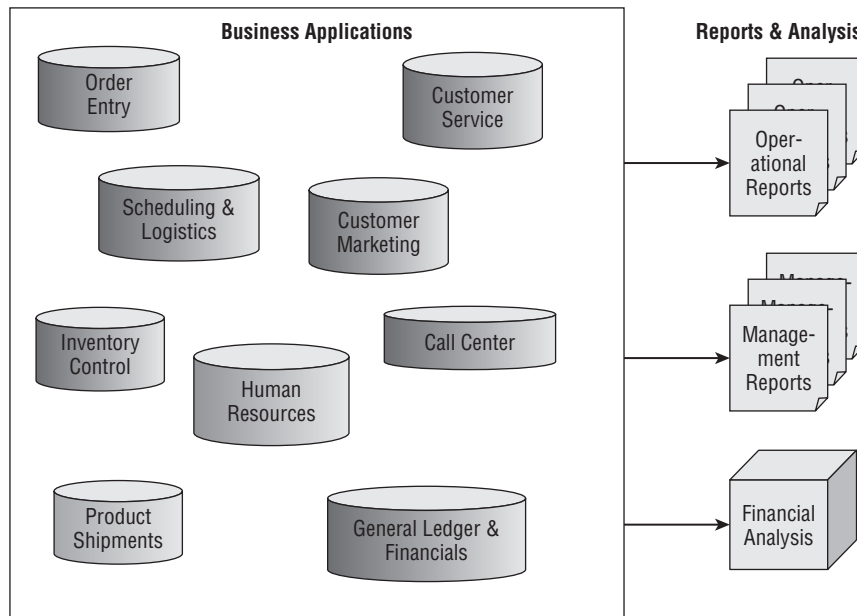 Business Applications
Reports & Analysis
Order
Entry
Customer
Service
Scheduling &
Logistics
Customer
Marketing
Inventory
Control
Call Center
Human
Resources
Product
Shipments
General Ledger &
Financials
Oper-
ational
Reports
Manage-
ment
Reports
Financial
Analysis